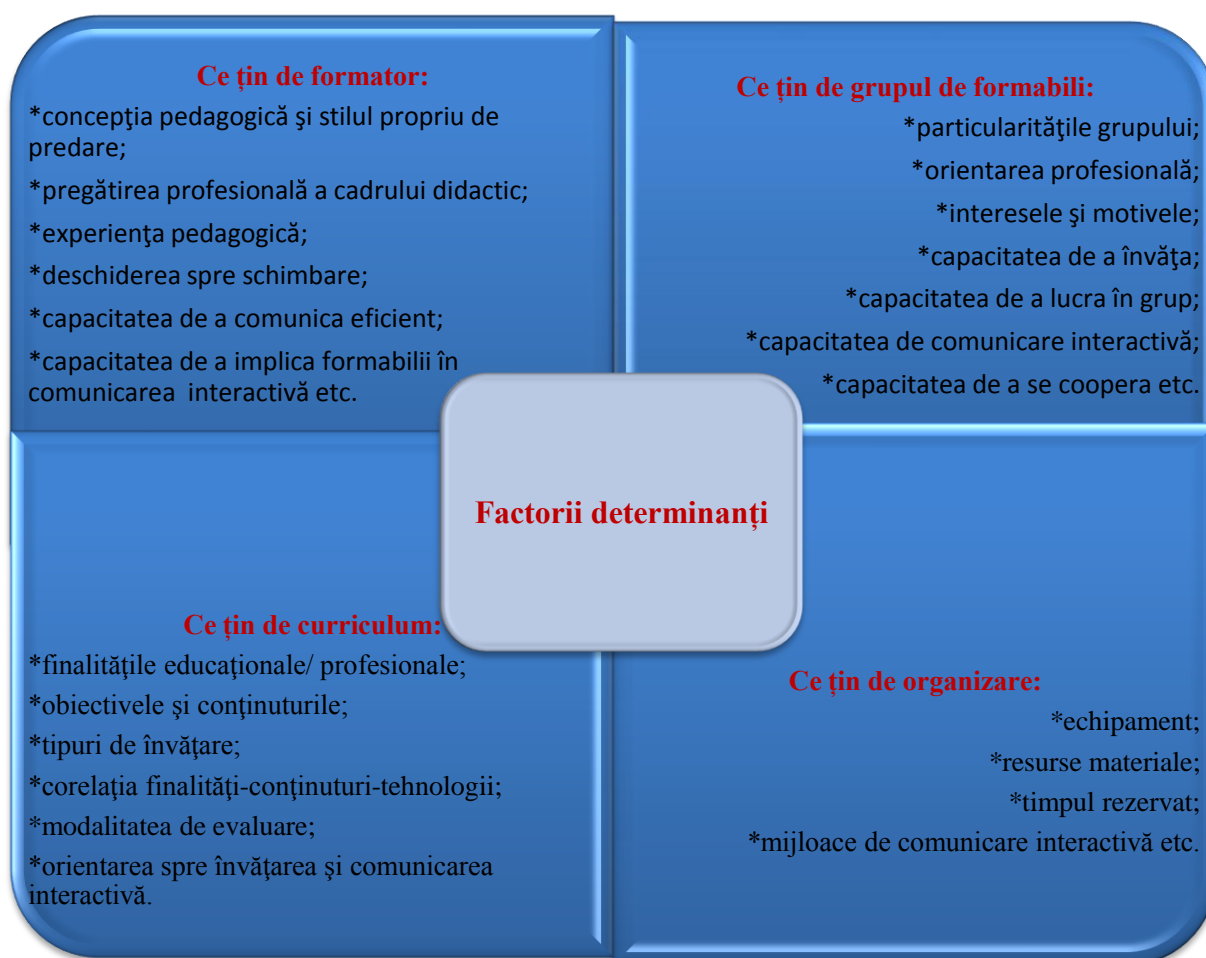 Ce țin de formator:
*concepţia pedagogică şi stilul propriu de
predare;
*pregătirea profesională a cadrului didactic;
*experienţa pedagogică;
*deschiderea spre schimbare;
*capacitatea de a comunica eficient;
*capacitatea de a implica formabilii în
comunicarea interactivă etc.
Ce țin de grupul de formabili:
*particularităţile grupului;
*orientarea profesională;
*interesele şi motivele;
*capacitatea de a învăţa;
*capacitatea de a lucra în grup;
*capacitatea de comunicare interactivă;
*capacitatea de a se coopera etc.
Factorii determinanți
Ce țin de curriculum:
*finalităţile educaţionale/ profesionale;
*obiectivele şi conţinuturile;
*tipuri de învăţare;
*corelaţia finalităţi-conţinuturi-tehnologii;
*modalitatea de evaluare;
*orientarea spre învăţarea şi comunicarea
interactivă.
Ce țin de organizare:
*echipament;
*resurse materiale;
*timpul rezervat;
*mijloace de comunicare interactivă etc.